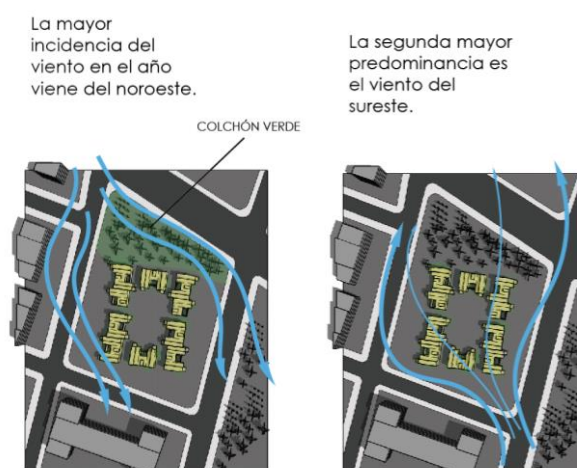 La mayor
incidencia del
viento en el año
viene del noroeste.
La segunda mayor
predominancia es
el viento del
sureste.
COLCHÓN VERDE